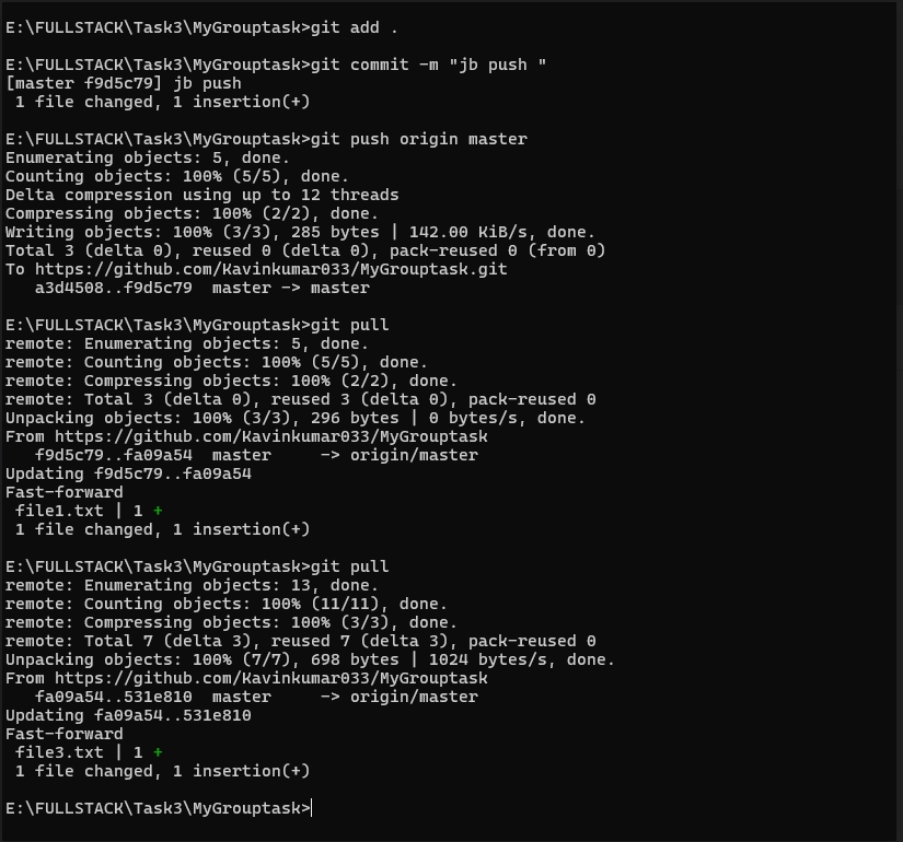 E:\FULLSTACK\Task3\MyGrouptask>git add .
E:\FULLSTACK\Task3\MyGrouptask>git commit -m "jb push "
[master f9d5c79] jb push
1 file changed, 1 insertion(+)
E:\FULLSTACK\Task3\MyGrouptask>git push origin master
Enumerating objects: 5, done.
Counting objects: 100% (5/5), done.
Delta compression using up to 12 threads
Compressing objects: 100% (2/2), done.
Writing objects: 100% (3/3), 285 bytes | 142.00 KiB/s, done.
Total 3 (delta 0), reused 0 (delta 0), pack-reused 0 (from 0)
To https://github.com/Kavinkumar033/MyGrouptask.git
a3d4508..f9d5c79  master -> master
E:\FULLSTACK\Task3\MyGrouptask>git pull
remote: Enumerating objects: 5, done.
remote: Counting objects: 100% (5/5), done.
remote: Compressing objects: 100% (2/2), done.
remote: Total 3 (delta 0), reused 3 (delta 0), pack-reused 0
Unpacking objects: 100% (3/3), 296 bytes | 0 bytes/s, done.
From https://github.com/Kavinkumar033/MyGrouptask
f9d5c79..fa09a54  master     -> origin/master
Updating f9d5c79..fa09a54
Fast-forward
file1.txt | 1 +
1 file changed, 1 insertion(+)
E:\FULLSTACK\Task3\MyGrouptask>git pull
remote: Enumerating objects: 13, done.
remote: Counting objects: 100% (11/11), done.
remote: Compressing objects: 100% (3/3), done.
remote: Total 7 (delta 3), reused 7 (delta 3), pack-reused 0
Unpacking objects: 100% (7/7), 698 bytes | 1024 bytes/s, done.
From https://github.com/Kavinkumar033/MyGrouptask
fa09a54..531e810  master     -> origin/master
Updating fa09a54..531e810
Fast-forward
file3.txt | 1 +
1 file changed, 1 insertion(+)
E:\FULLSTACK\Task3\MyGrouptask>